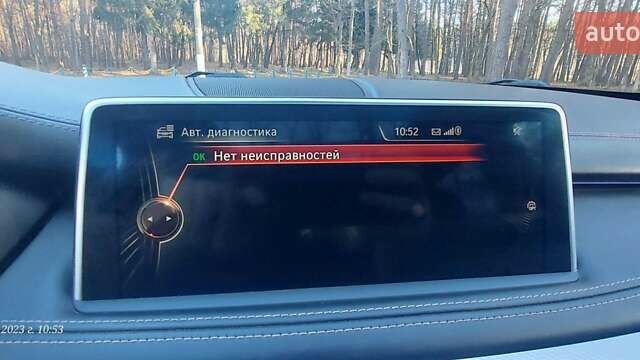 auto
Авт. диагностика
10:52
OK Нет неисправностей
2023 г. 10:53